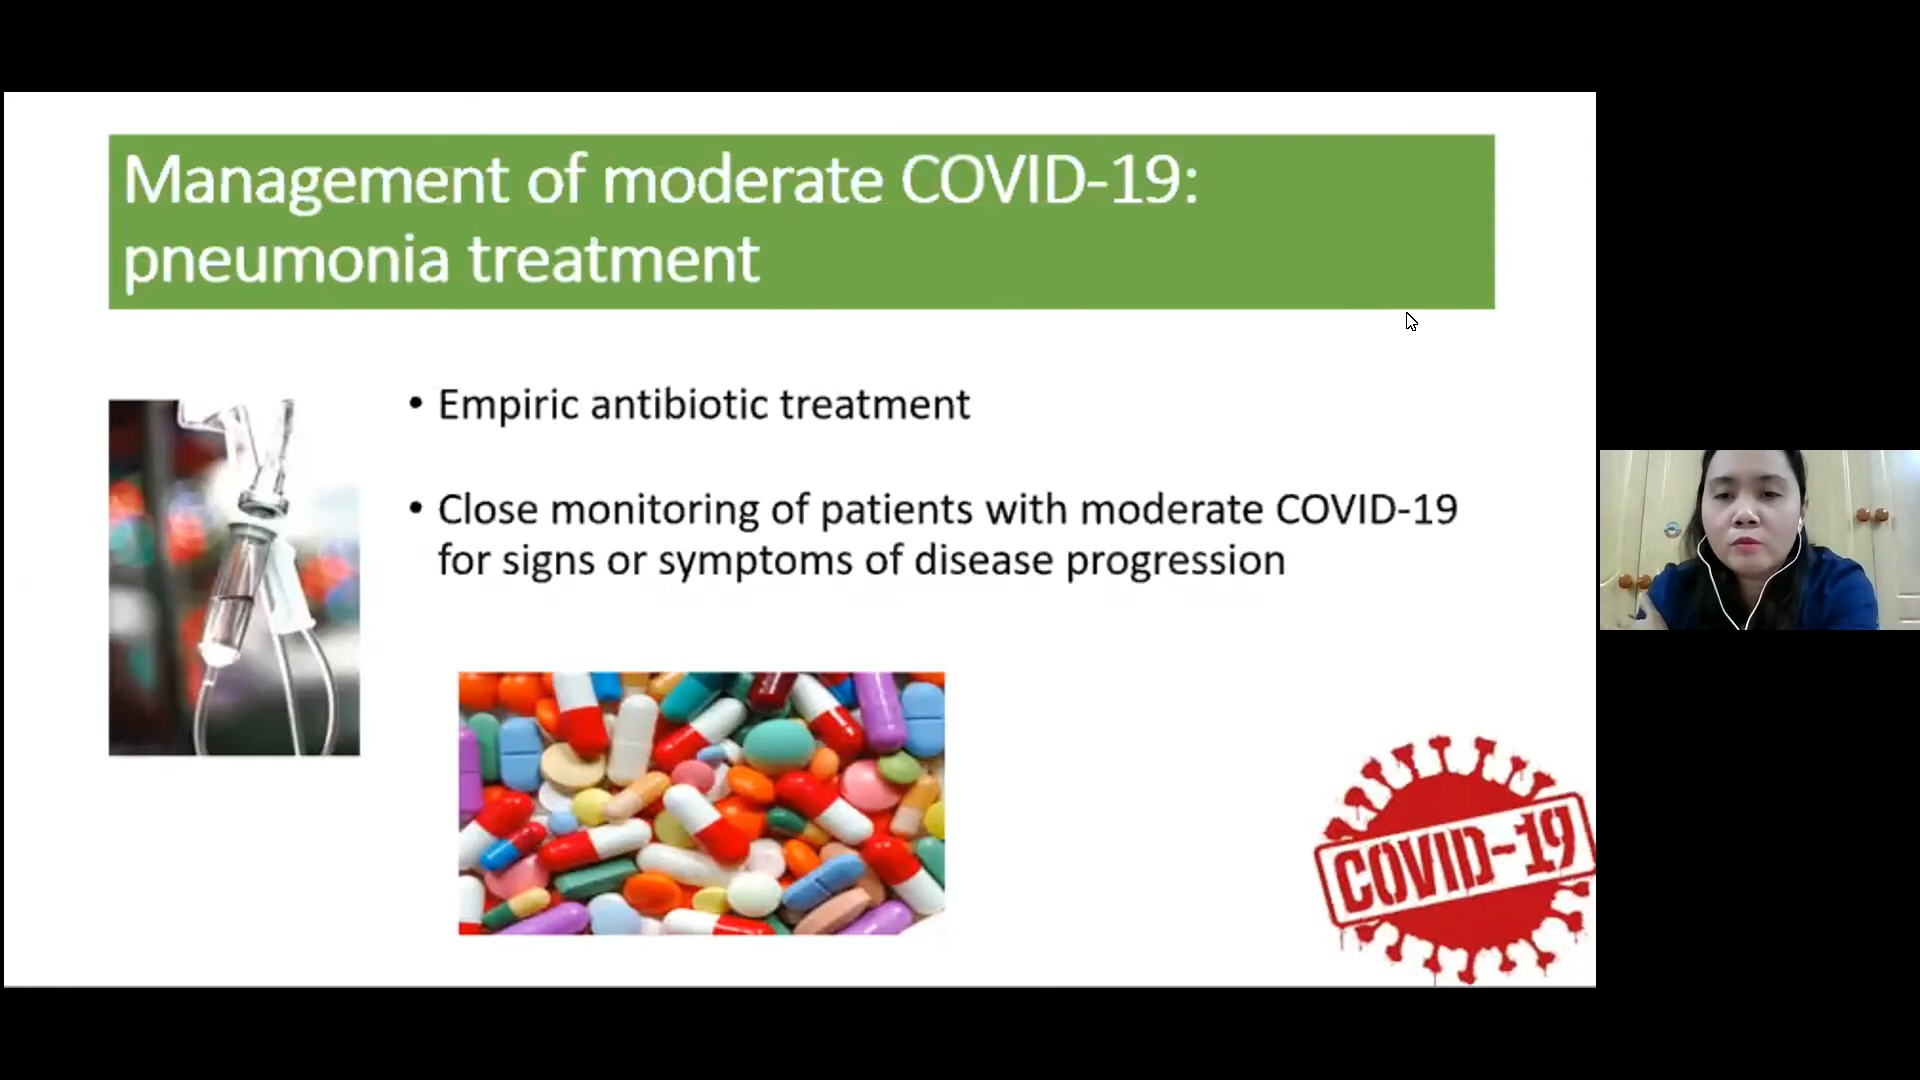 Management of moderate COVID-19:
pneumonia treatment
• Empiric antibiotic treatment
• Close monitoring of patients with moderate COVID-19
for signs or symptoms of disease progression
COVID-19